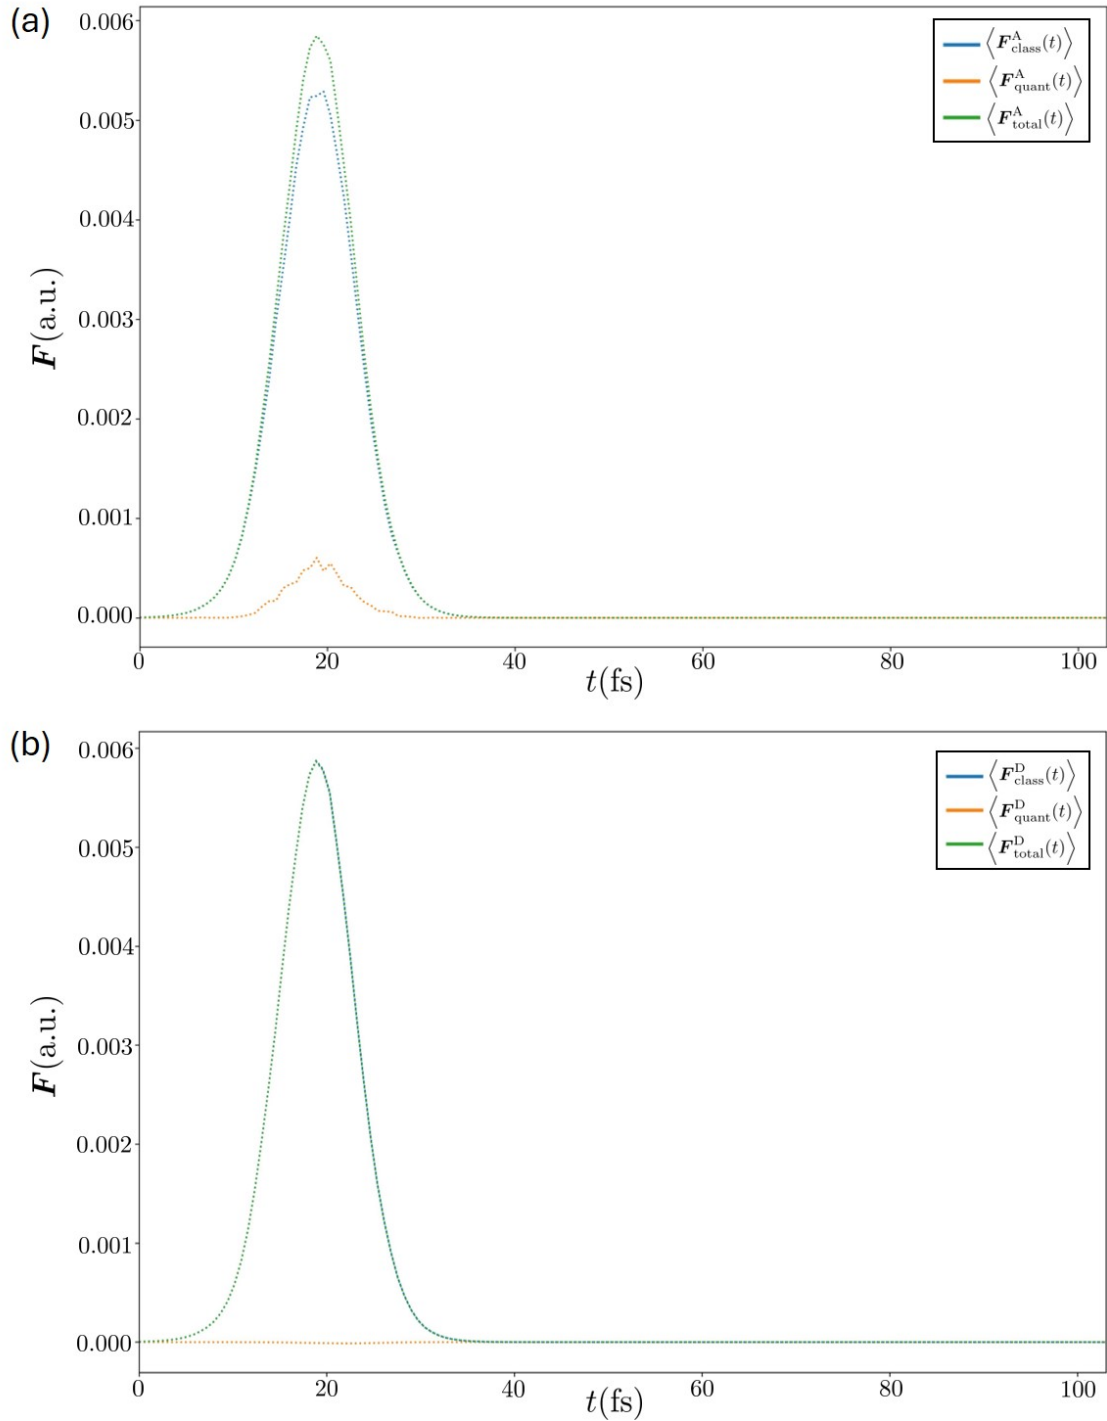 (a)
0.006
0.005
0.004
0.003
0.002
0.001
0.000
F(a.u.)
0 20 40 60 80 100
t(fs)
⟨F^A_class(t)⟩
⟨F^A_quant(t)⟩
⟨F^A_total(t)⟩
(b)
0.006
0.005
0.004
0.003
0.002
0.001
0.000
F(a.u.)
0 20 40 60 80 100
t(fs)
⟨F^D_class(t)⟩
⟨F^D_quant(t)⟩
⟨F^D_total(t)⟩